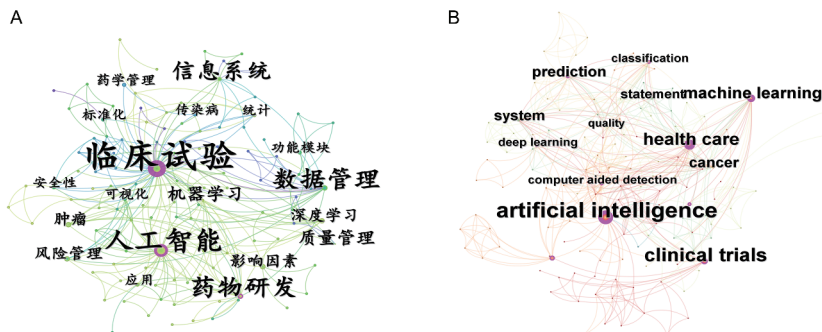 A
信息系统
药学管理
标准化
传染病
统计
临床试验
功能模块
安全性
可视化
机器学习
数据管理
肿瘤
深度学习
人工智能
质量管理
风险管理
影响因素
应用
药物研发
B
classification
prediction
statement
machine learning
system
quality
deep learning
health care
cancer
computer aided detection
artificial intelligence
clinical trials